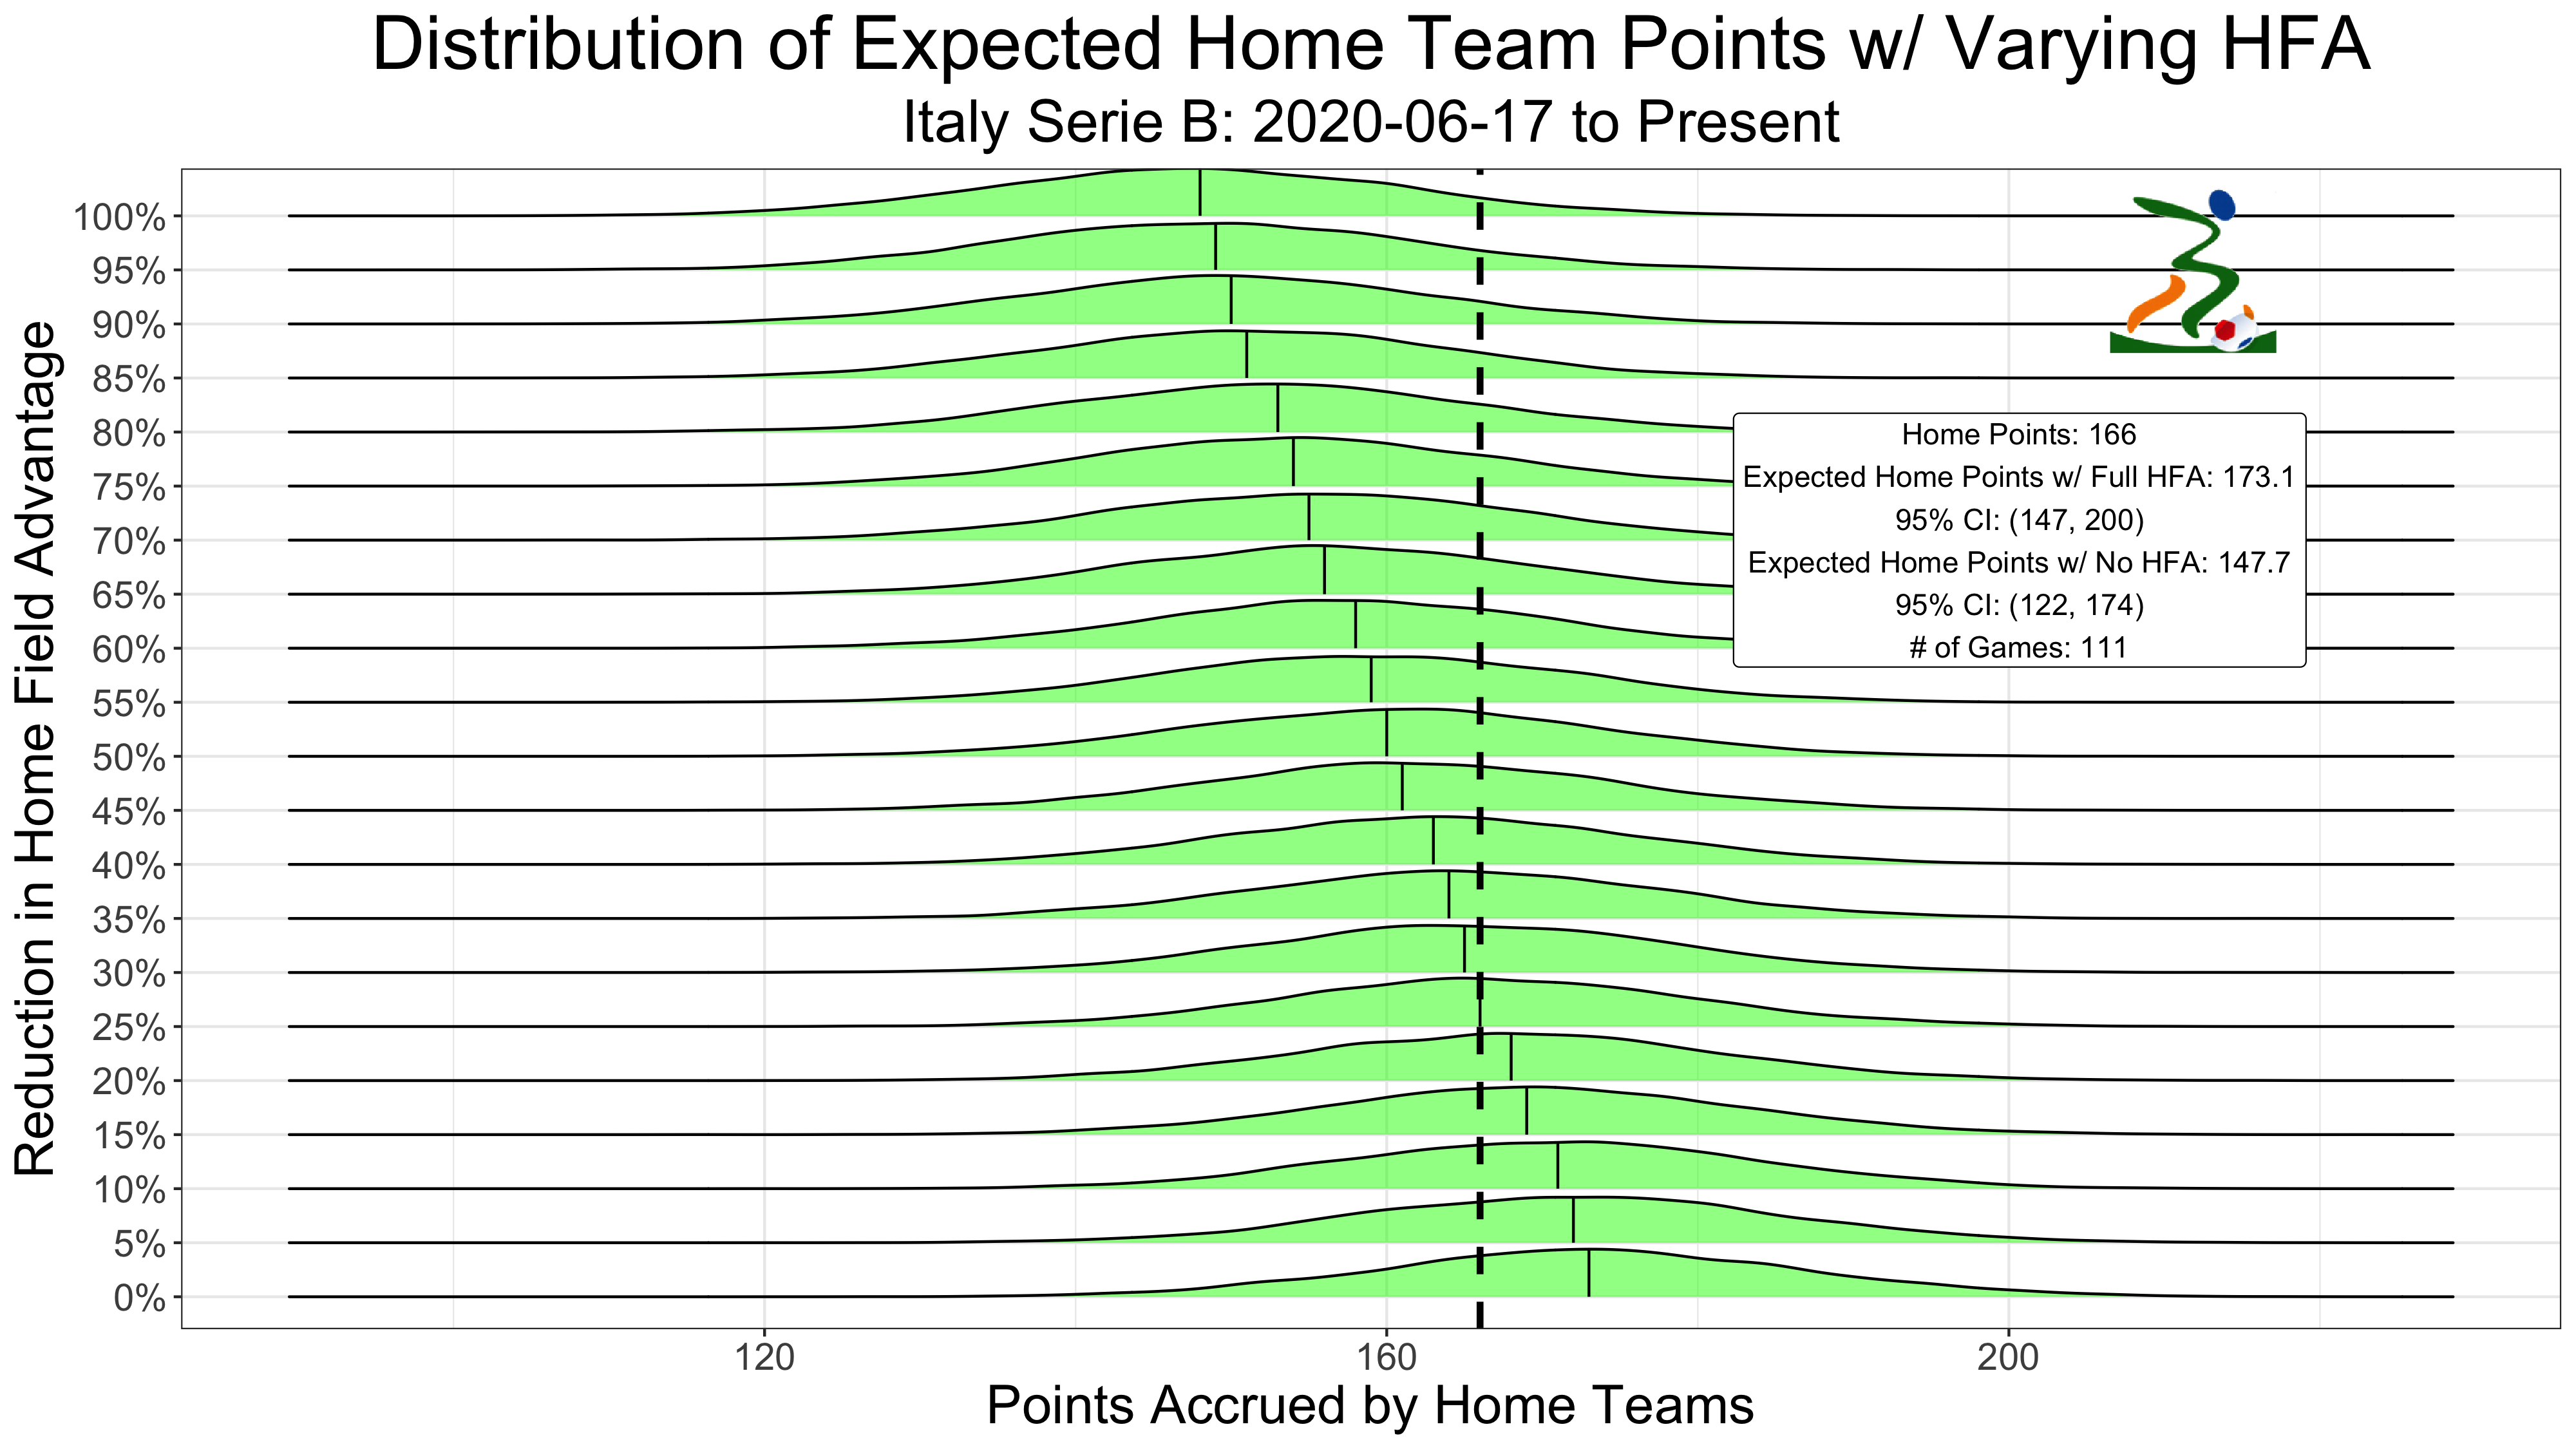 Distribution of Expected Home Team Points w/ Varying HFA
Italy Serie B: 2020-06-17 to Present
Reduction in Home Field Advantage
100%
95%
90%
85%
80%
75%
70%
65%
60%
55%
50%
45%
40%
35%
30%
25%
20%
15%
10%
5%
0%
Home Points: 166
Expected Home Points w/ Full HFA: 173.1
95% CI: (147, 200)
Expected Home Points w/ No HFA: 147.7
95% CI: (122, 174)
# of Games: 111
120
160
200
Points Accrued by Home Teams